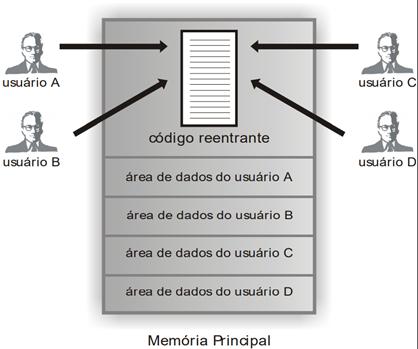 usuário A
usuário C
usuário B
usuário D
código reentrante
área de dados do usuário A
área de dados do usuário B
área de dados do usuário C
área de dados do usuário D
Memória Principal